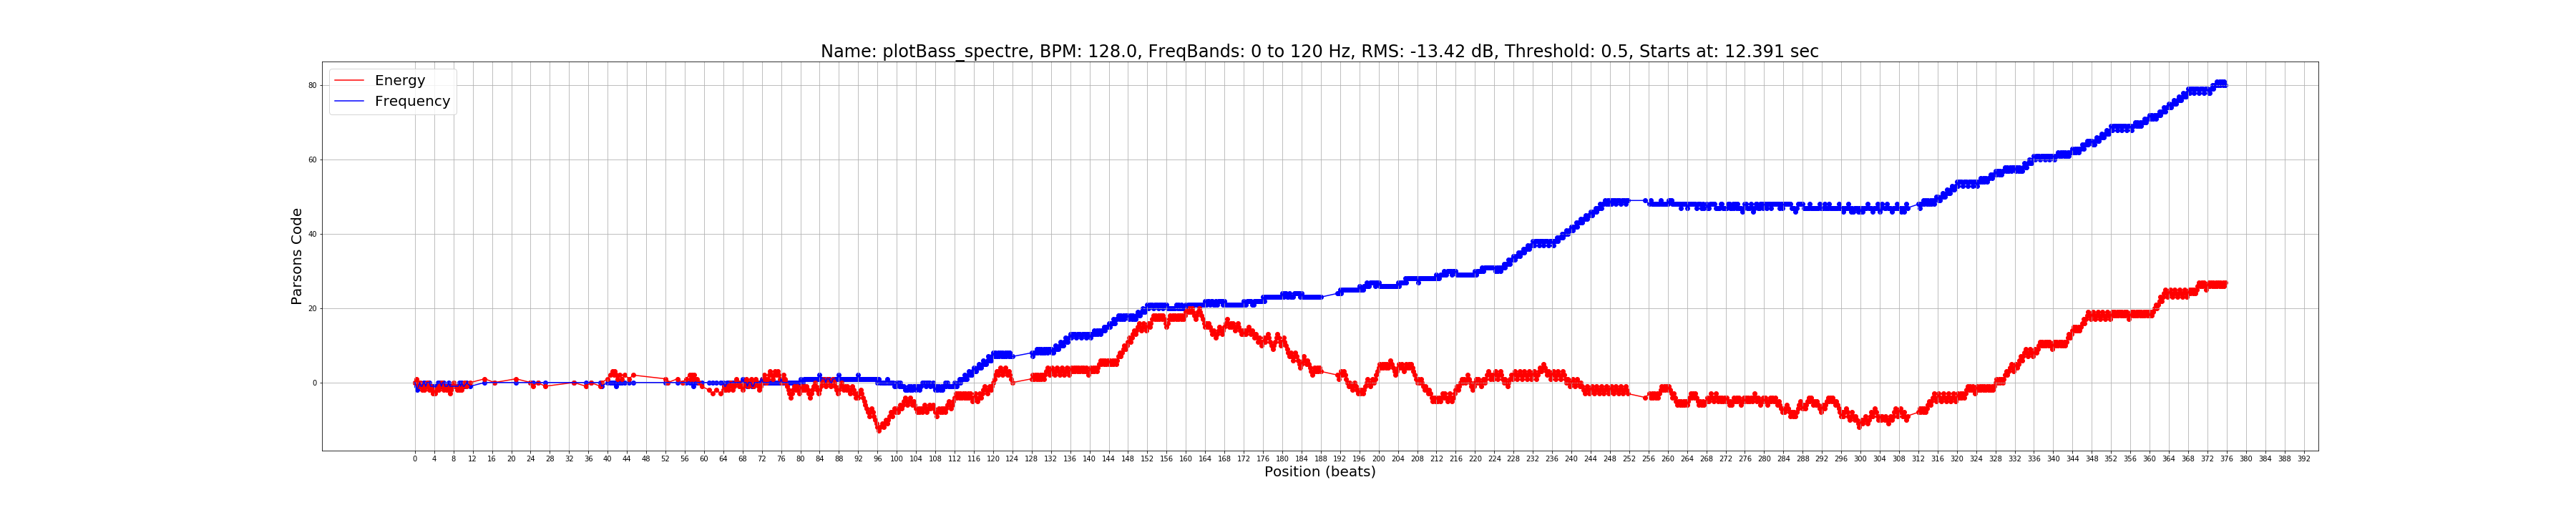 Name: plotBass_spectre, BPM: 128.0, FreqBands: 0 to 120 Hz, RMS: -13.42 dB, Threshold: 0.5, Starts at: 12.391 sec
Energy
Frequency
80
60
40
20
0
Parsons Code
0 4 8 12 16 20 24 28 32 36 40 44 48 52 56 60 64 68 72 76 80 84 88 92 96 100 104 108 112 116 120 124 128 132 136 140 144 148 152 156 160 164 168 172 176 180 184 188 192 196 200 204 208 212 216 220 224 228 232 236 240 244 248 252 256 260 264 268 272 276 280 284 288 292 296 300 304 308 312 316 320 324 328 332 336 340 344 348 352 356 360 364 368 372 376 380 384 388 392
Position (beats)